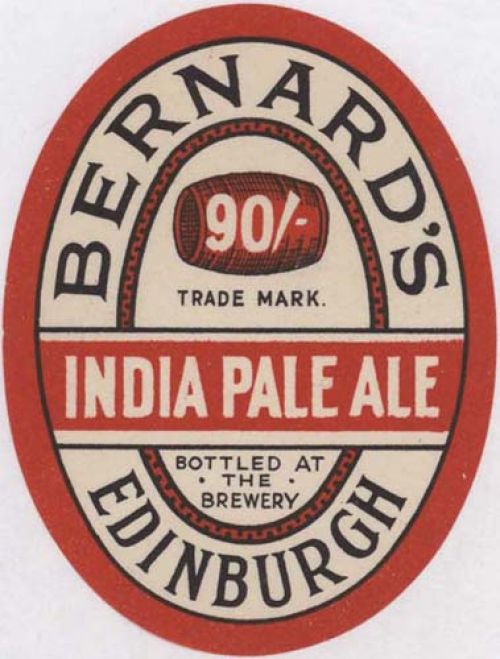 BERNARD'S
90/-
TRADE MARK.
INDIA PALE ALE
BOTTLED AT
· THE ·
BREWERY
EDINBURGH